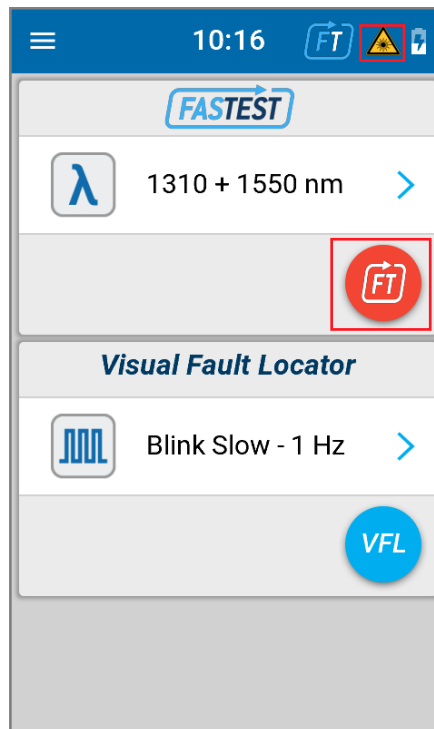 10:16 FT
FASTEST
λ 1310 + 1550 nm
FT
Visual Fault Locator
Blink Slow - 1 Hz
VFL